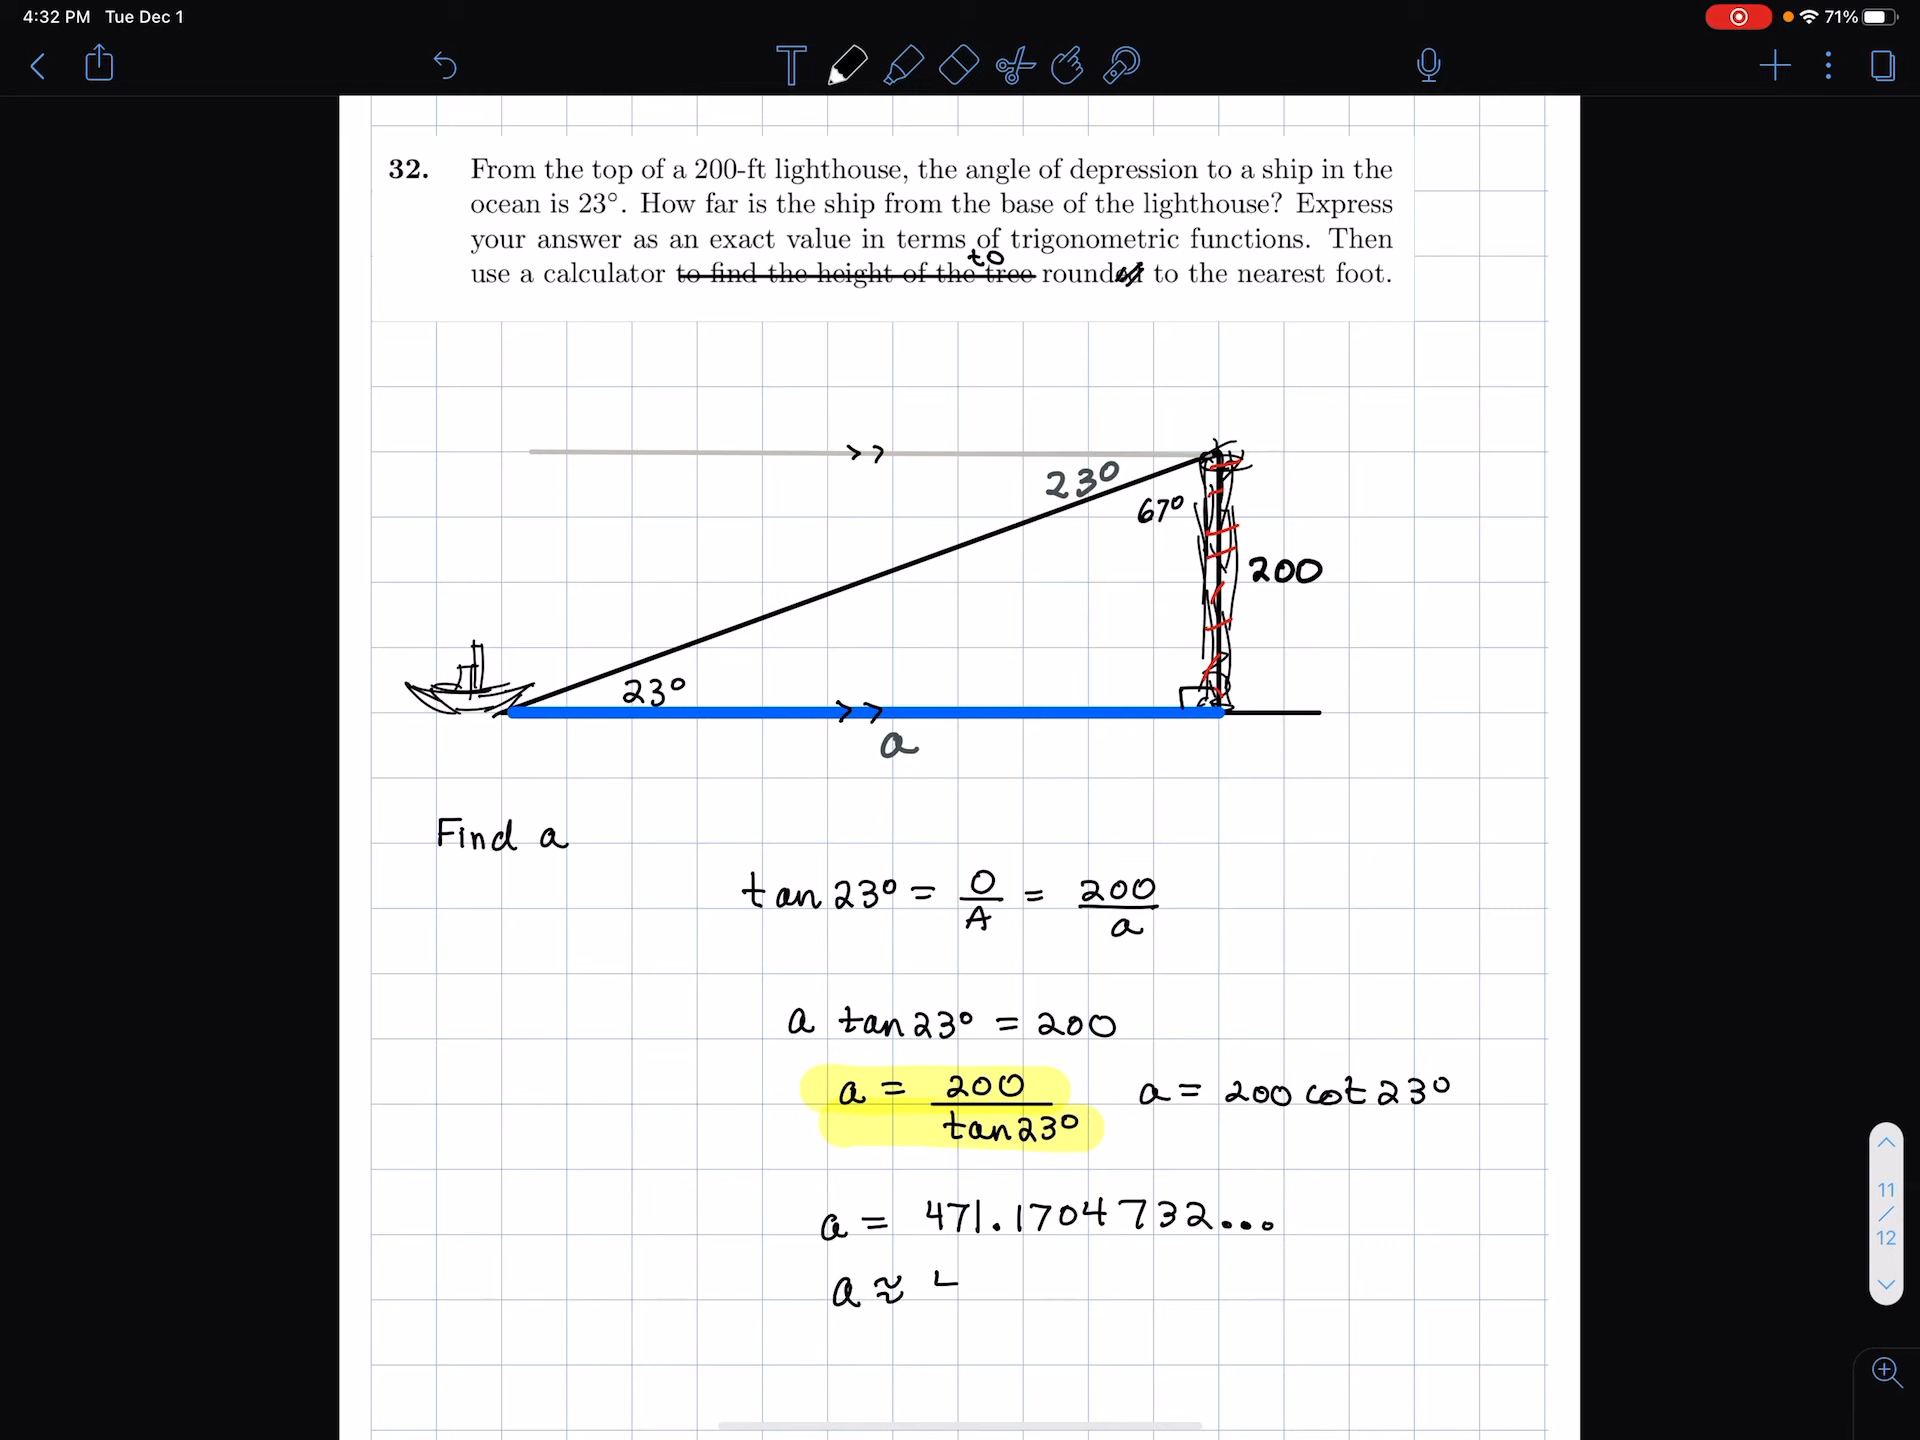 4:32 PM Tue Dec 1
71%
32. From the top of a 200-ft lighthouse, the angle of depression to a ship in the
ocean is 23°. How far is the ship from the base of the lighthouse? Express
your answer as an exact value in terms of trigonometric functions. Then
to
use a calculator to find the height of the tree rounded to the nearest foot.
23°
67°
200
23°
a
Find a
tan 23° = O/A = 200/a
a tan 23° = 200
a = 200/tan 23° a = 200 cot 23°
a = 471.1704732...
a ≈
11
/
12